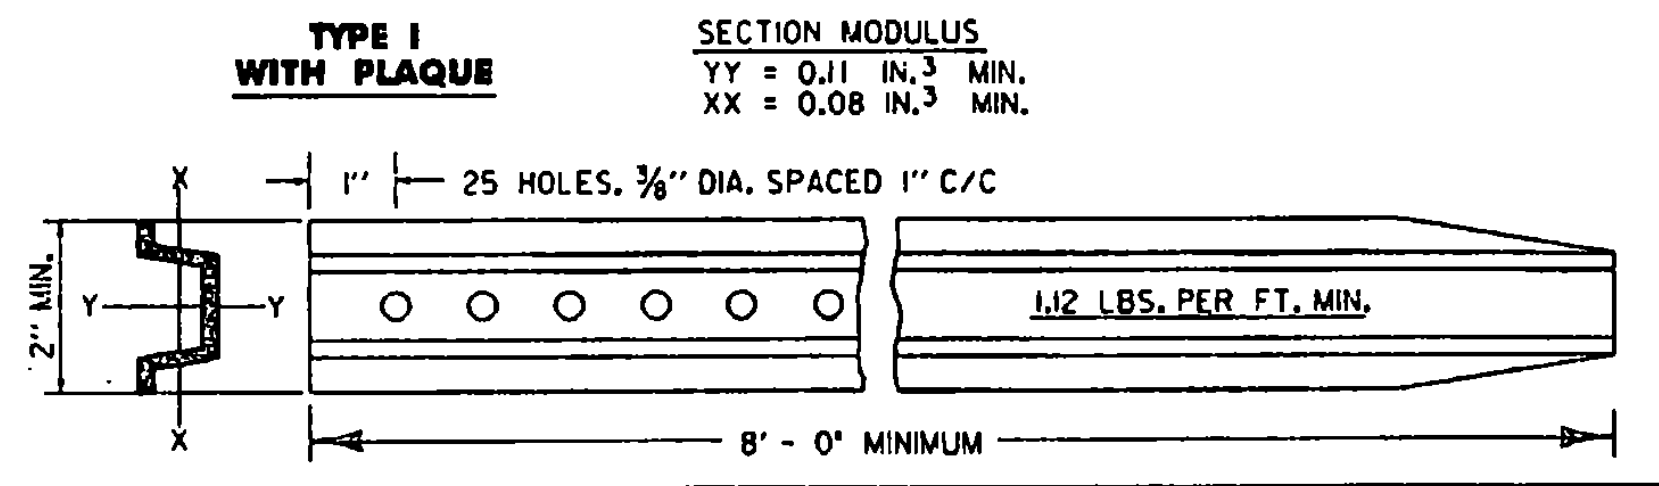 TYPE I
WITH PLAQUE
SECTION MODULUS
YY = 0.11 IN.³ MIN.
XX = 0.08 IN.³ MIN.
X
1"
25 HOLES. ⅜" DIA. SPACED 1" C/C
2" MIN.
Y
Y
1.12 LBS. PER FT. MIN.
X
8' - 0" MINIMUM